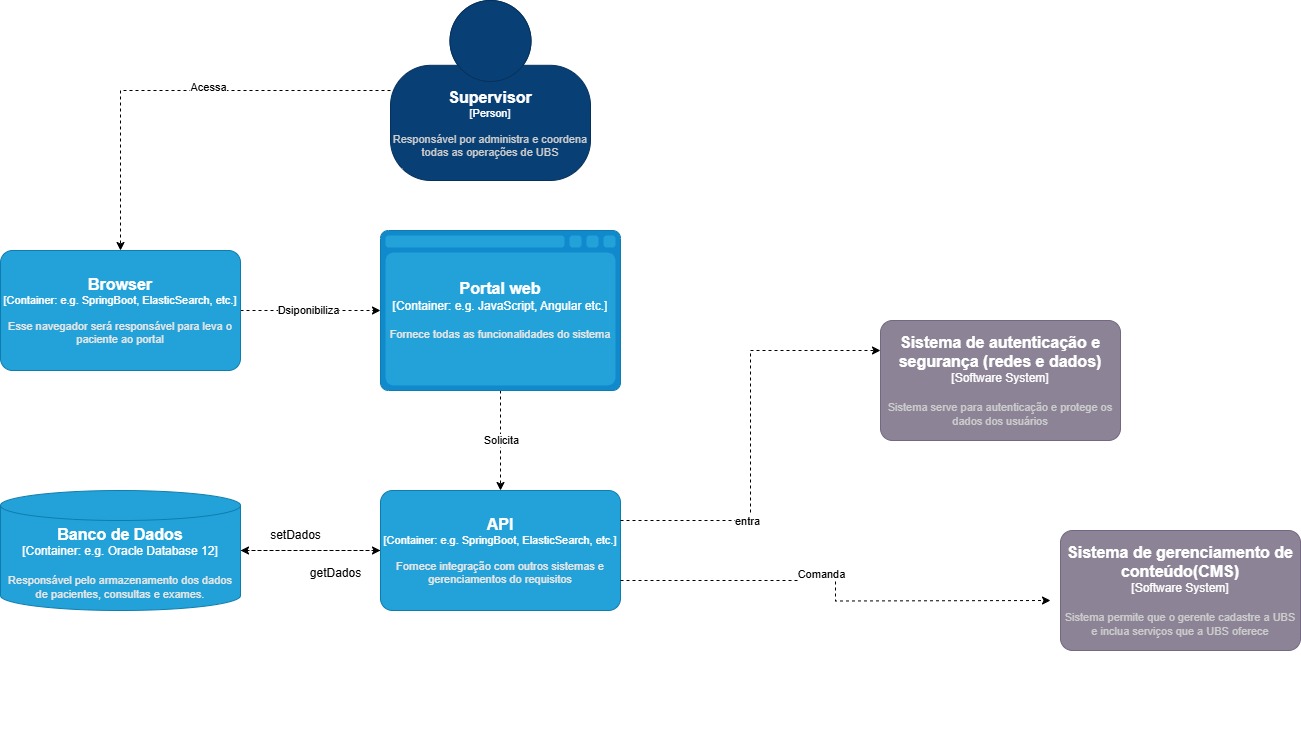 Acessa
Supervisor
[Person]
Responsável por administra e coordena
todas as operações de UBS
Browser
[Container: e.g. SpringBoot, ElasticSearch, etc.]
Esse navegador será responsável para leva o
paciente ao portal
Dsiponibiliza
Portal web
[Container: e.g. JavaScript, Angular etc.]
Fornece todas as funcionalidades do sistema
Sistema de autenticação e
segurança (redes e dados)
[Software System]
Sistema serve para autenticação e protege os
dados dos usuários
Solicita
Banco de Dados
[Container: e.g. Oracle Database 12]
Responsável pelo armazenamento dos dados
de pacientes, consultas e exames.
setDados
getDados
API
[Container: e.g. SpringBoot, ElasticSearch, etc.]
Fornece integração com outros sistemas e
gerenciamentos do requisitos
entra
Comanda
Sistema de gerenciamento de
conteúdo(CMS)
[Software System]
Sistema permite que o gerente cadastre a UBS
e inclua serviços que a UBS oferece